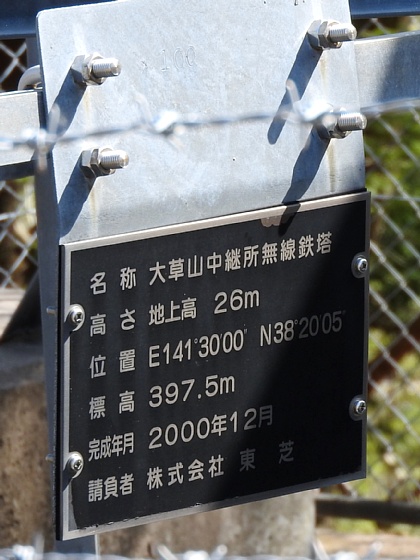 名称 大草山中継所無線鉄塔
高さ 地上高 26m
位置 E141°30'00" N38°20'05"
標高 397.5m
完成年月 2000年12月
請負者 株式会社 東芝